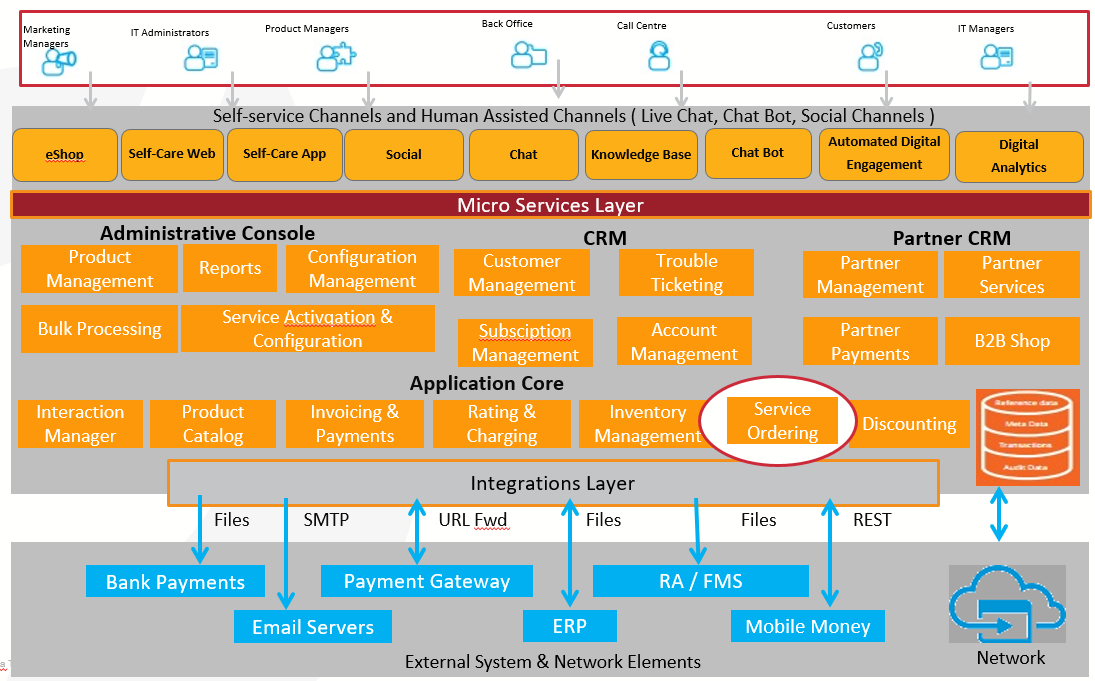 Marketing
Managers
IT Administrators
Product Managers
Back Office
Call Centre
Customers
IT Managers
Self-service Channels and Human Assisted Channels ( Live Chat, Chat Bot, Social Channels )
eShop
Self-Care Web
Self-Care App
Social
Chat
Knowledge Base
Chat Bot
Automated Digital
Engagement
Digital
Analytics
Micro Services Layer
Administrative Console
CRM
Partner CRM
Product
Management
Reports
Configuration
Management
Customer
Management
Trouble
Ticketing
Partner
Management
Partner
Services
Bulk Processing
Service Activqation &
Configuration
Subsciption
Management
Account
Management
Partner
Payments
B2B Shop
Application Core
Interaction
Manager
Product
Catalog
Invoicing &
Payments
Rating &
Charging
Inventory
Management
Service
Ordering
Discounting
Reference data
Meta Data
Transactions
Audit Data
Integrations Layer
Files
SMTP
URL Fwd
Files
Files
REST
Bank Payments
Payment Gateway
RA / FMS
Email Servers
ERP
Mobile Money
Network
External System & Network Elements